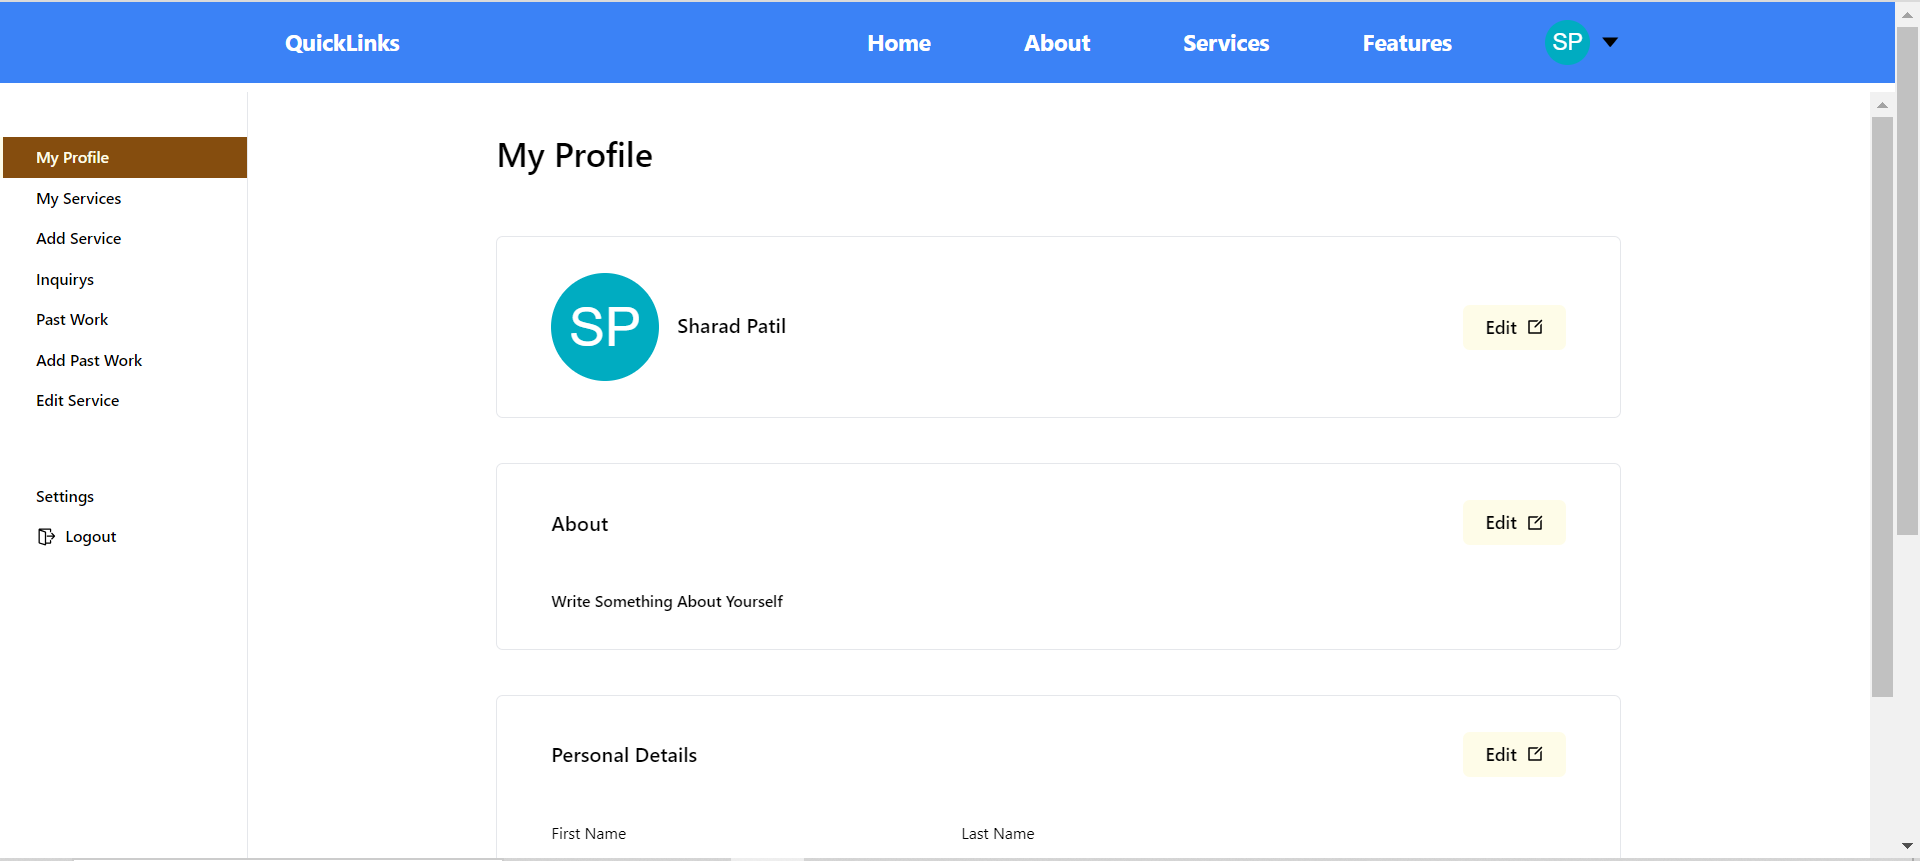 QuickLinks Home About Services Features SP
My Profile
My Services
Add Service
Inquirys
Past Work
Add Past Work
Edit Service
Settings
Logout
My Profile
SP Sharad Patil Edit
About Edit
Write Something About Yourself
Personal Details Edit
First Name Last Name